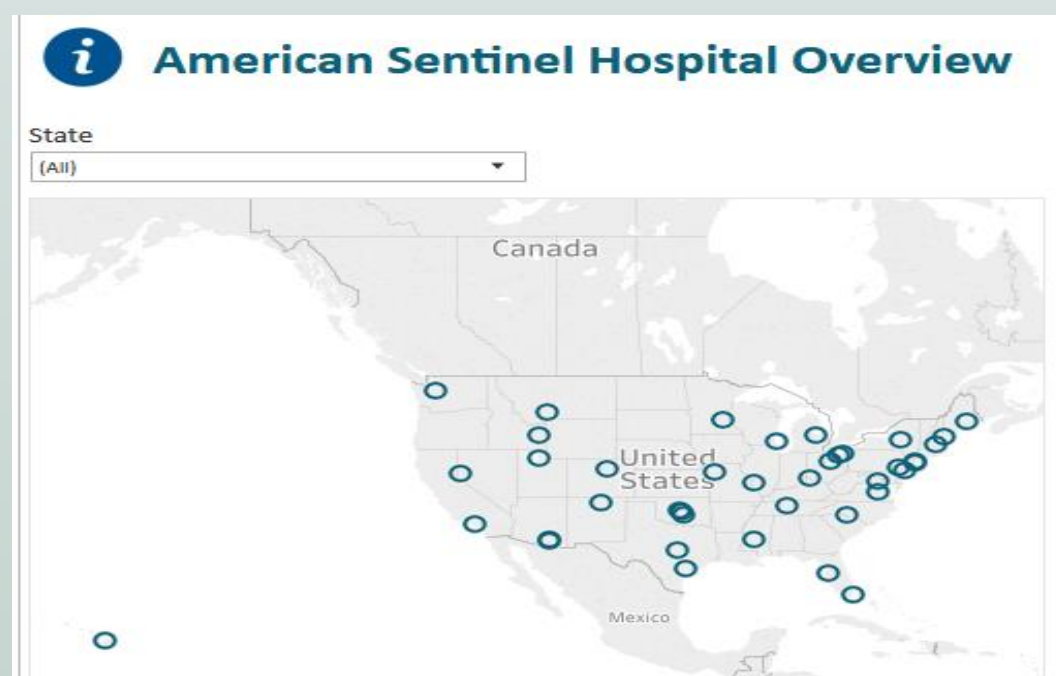 i
American Sentinel Hospital Overview
State
(All)
Canada
United
States
Mexico